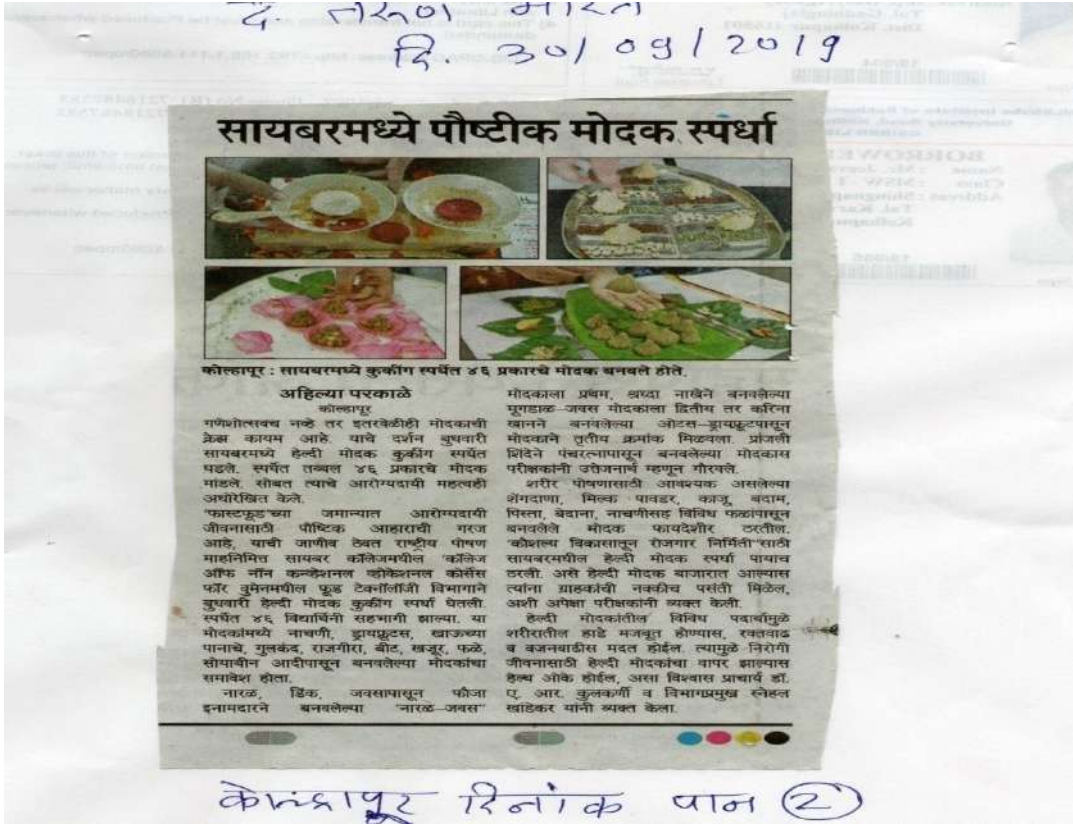 दै. तरुण भारत
दि. 30/09/2019
सायबरमध्ये पौष्टीक मोदक स्पर्धा
कोल्हापूर : सायबरमध्ये कुकींग स्पर्धेत ४६ प्रकारचे मोदक बनवले होते.
अहिल्या परकाळे
कोल्हापूर
गणेशोत्सवच नव्हे तर इतरवेळीही मोदकाची
क्रेझ कायम आहे. याचे दर्शन बुधवारी
सायबरमध्ये हेल्दी मोदक कुकींग स्पर्धेत
घडले. स्पर्धेत तब्बल ४६ प्रकारचे मोदक
मांडले. सोबत त्याचे आरोग्यदायी महत्वही
अधोरेखित केले.
'फास्टफूड'च्या जमान्यात आरोग्यदायी
जीवनासाठी पौष्टिक आहाराची गरज
आहे, याची जाणीव ठेवत राष्ट्रीय पोषण
माहनिमित्त सायबर कॉलेजमधील 'कॉलेज
ऑफ नॉन कन्व्हेशनल व्होकेशनल कोर्सेस
फॉर वुमेनमधील फूड टेक्नॉलॉजी विभागाने
बुधवारी हेल्दी मोदक कुकींग स्पर्धा घेतली.
स्पर्धेत ४६ विद्यार्थिनी सहभागी झाल्या. या
मोदकांमध्ये नाचणी, ड्रायफ्रूटस, खाऊच्या
पानाचे, गुलकंद, राजगीरा, बीट, खजूर, फळे,
सोयाबीन आदीपासून बनवलेल्या मोदकांचा
समावेश होता.
नारळ, डिंक, जवसापासून फौजा
इनामदारने बनवलेल्या "नारळ-जवस"
मोदकाला प्रथम, श्रध्दा नाखेने बनवलेल्या
मूगडाळ-जवस मोदकाला द्वितीय तर करिना
खानने बनवलेल्या ओटस-ड्रायफ्रूटपासून
मोदकाने तृतीय क्रमांक मिळवला. प्रांजली
शिंदेने पंचरत्नापासून बनवलेल्या मोदकास
परीक्षकांनी उत्तेजनार्थ म्हणून गौरवले.
शरीर पोषणासाठी आवश्यक असलेल्या
शेंगदाणा, मिल्क पावडर, काजू, बदाम,
पिस्ता, बेदाना, नाचणीसह विविध फळांपासून
बनवलेले मोदक फायदेशीर ठरतील.
'कौशल्य विकासातून रोजगार निर्मिती'साठी
सायबरमधील हेल्दी मोदक स्पर्धा पायाच
ठरली. असे हेल्दी मोदक बाजारात आल्यास
त्यांना ग्राहकांची नक्कीच पसंती मिळेल,
अशी अपेक्षा परीक्षकांनी व्यक्त केली.
हेल्दी मोदकांतील विविध पदार्थांमुळे
शरीरातील हाडे मजबूत होण्यास, रक्तवाढ
व वजनवाढीस मदत होईल. त्यामुळे निरोगी
जीवनासाठी हेल्दी मोदकांचा वापर झाल्यास
हेल्थ ओके होईल, असा विश्वास प्राचार्य डॉ.
ए. आर. कुलकर्णी व विभागप्रमुख स्नेहल
खांडेकर यांनी व्यक्त केला.
कोल्हापूर दिनांक पान 2